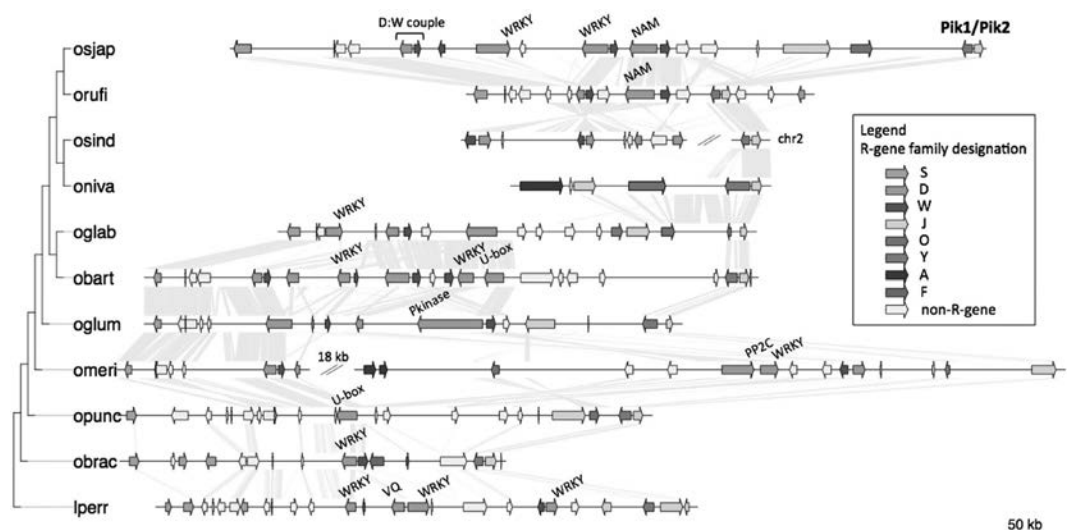 D:W couple
WRKY
WRKY
NAM
Pik1/Pik2
osjap
NAM
orufi
osind
chr2
oniva
WRKY
oglab
WRKY
WRKY
U-box
obart
Pkinase
oglum
18 kb
PP2C
WRKY
omeri
U-box
opunc
WRKY
obrac
WRKY
VQ
WRKY
WRKY
lperr
Legend
R-gene family designation
S
D
W
J
O
Y
A
F
non-R-gene
50 kb